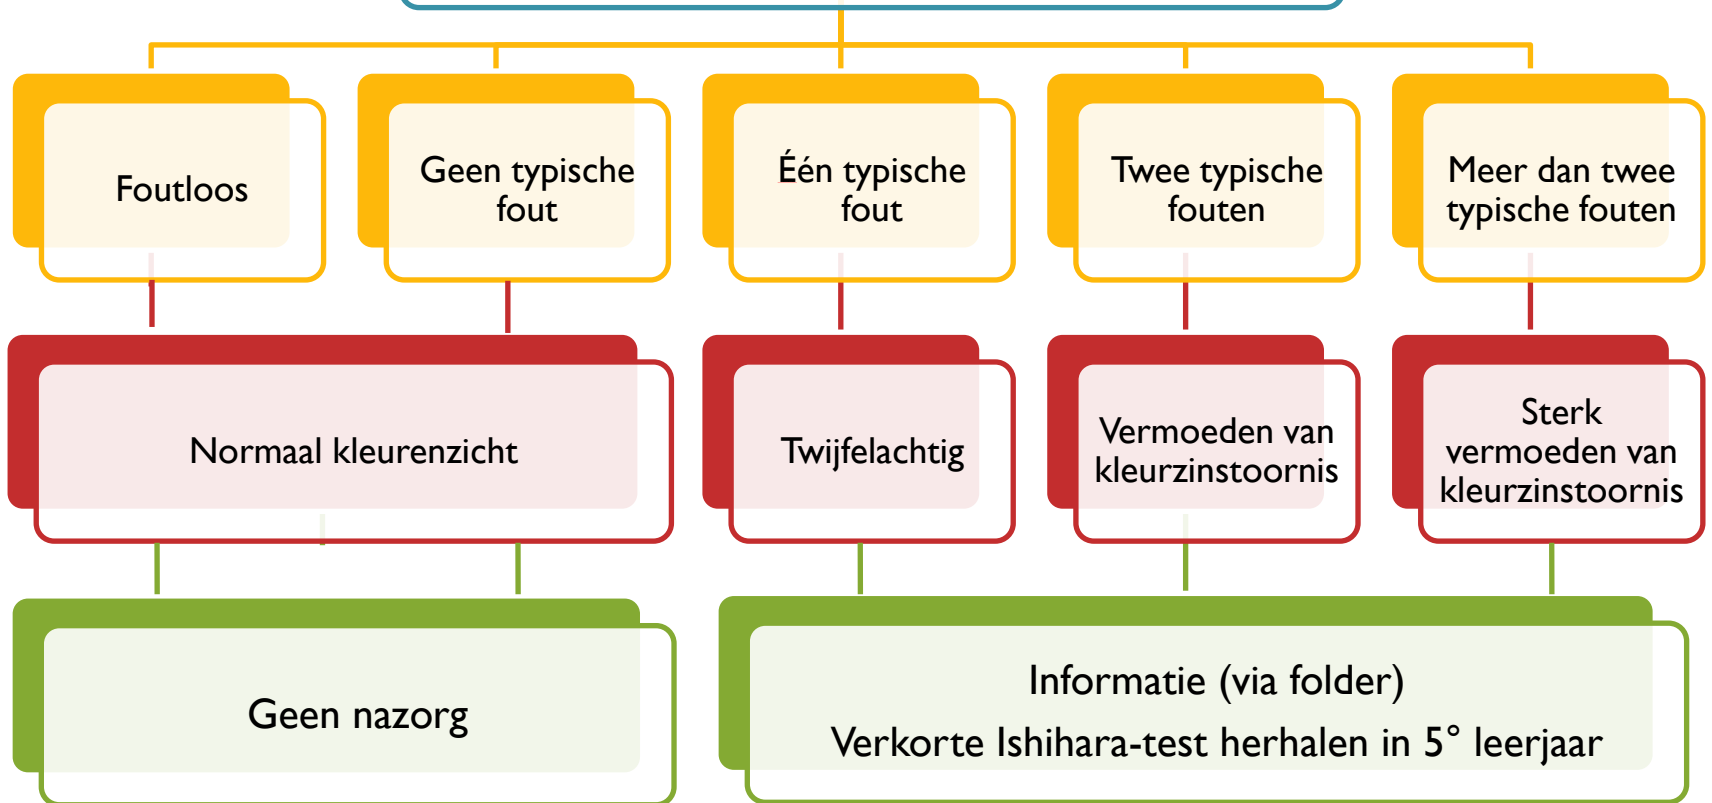 Foutloos
Geen typische
fout
Één typische
fout
Twee typische
fouten
Meer dan twee
typische fouten
Normaal kleurenzicht
Twijfelachtig
Vermoeden van
kleurzinstoornis
Sterk
vermoeden van
kleurzinstoornis
Geen nazorg
Informatie (via folder)
Verkorte Ishihara-test herhalen in 5° leerjaar